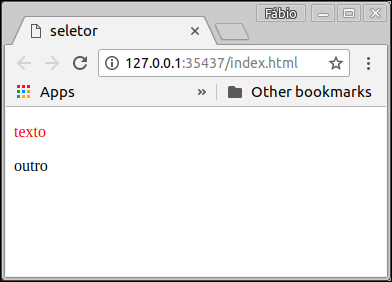 Fábio
seletor
127.0.0.1:35437/index.html
Apps » Other bookmarks
texto
outro